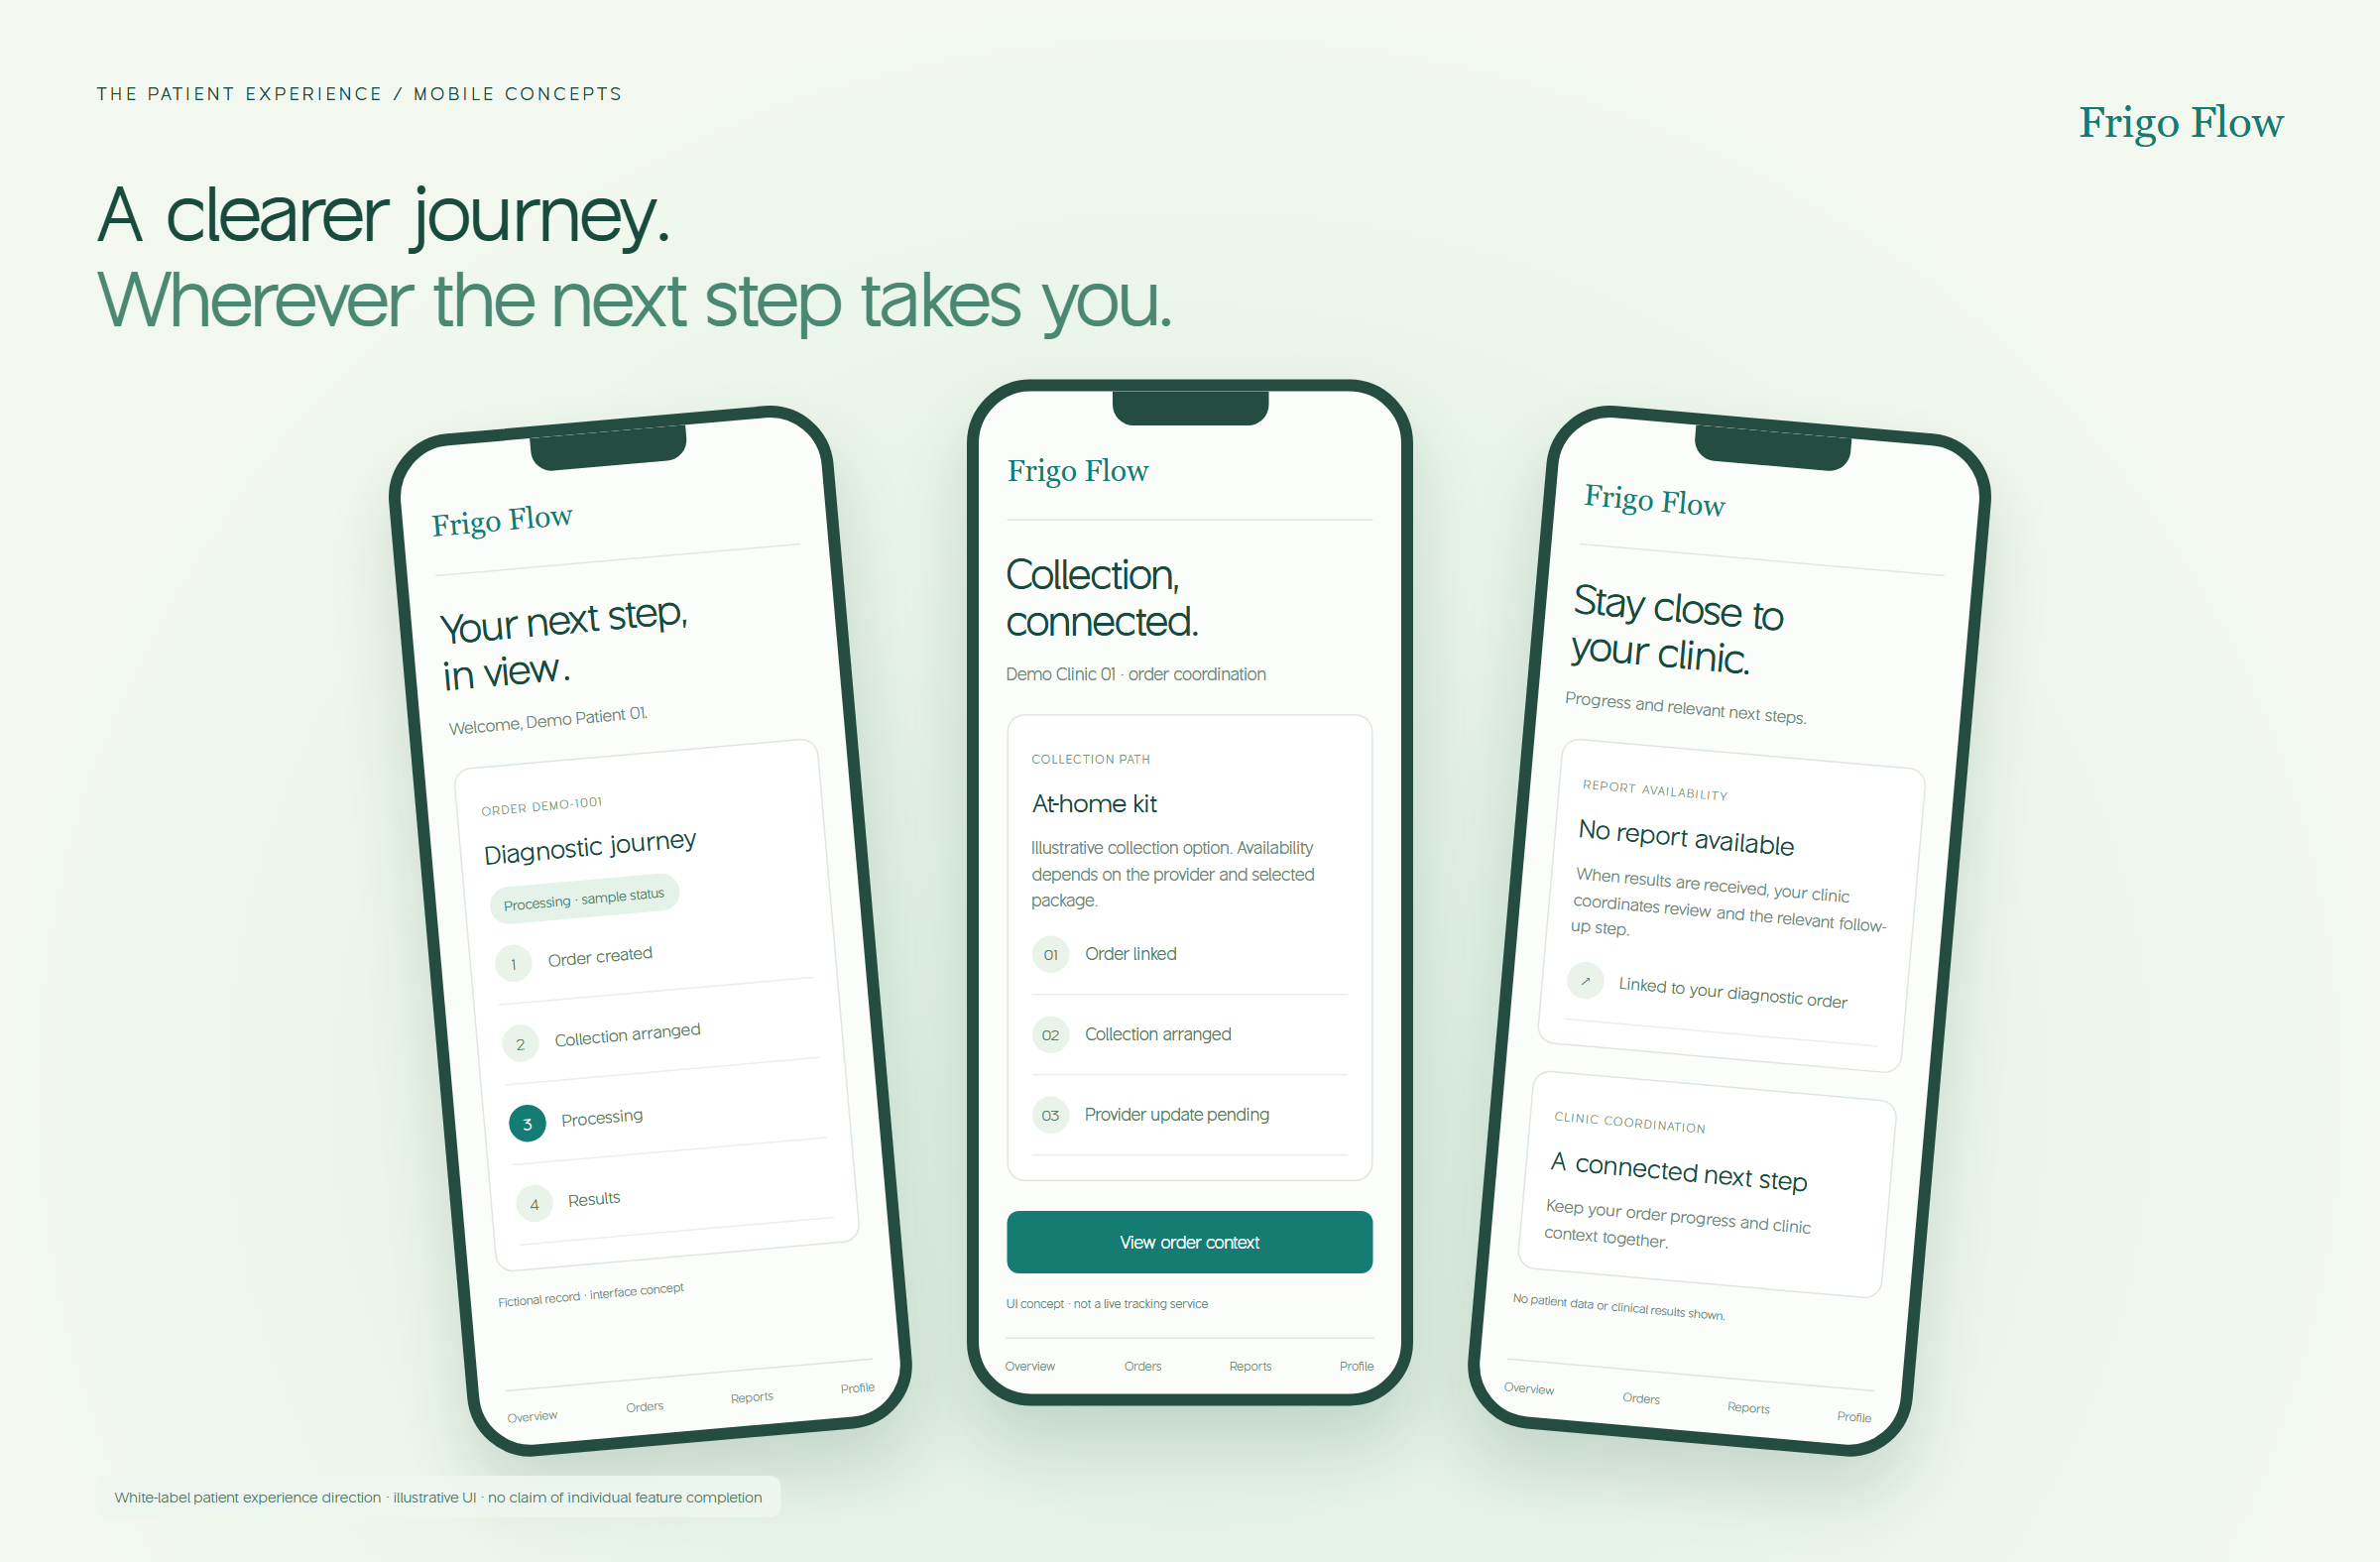 THE PATIENT EXPERIENCE / MOBILE CONCEPTS
Frigo Flow
A clearer journey.
Wherever the next step takes you.
Frigo Flow
Your next step,
in view.
Welcome, Demo Patient 01.
ORDER DEMO-1001
Diagnostic journey
Processing · sample status
1 Order created
2 Collection arranged
3 Processing
4 Results
Fictional record · interface concept
Overview Orders Reports Profile
Frigo Flow
Collection,
connected.
Demo Clinic 01 · order coordination
COLLECTION PATH
At-home kit
Illustrative collection option. Availability
depends on the provider and selected
package.
01 Order linked
02 Collection arranged
03 Provider update pending
View order context
UI concept · not a live tracking service
Overview Orders Reports Profile
Frigo Flow
Stay close to
your clinic.
Progress and relevant next steps.
REPORT AVAILABILITY
No report available
When results are received, your clinic
coordinates review and the relevant follow-
up step.
↗ Linked to your diagnostic order
CLINIC COORDINATION
A connected next step
Keep your order progress and clinic
context together.
No patient data or clinical results shown.
Overview Orders Reports Profile
White-label patient experience direction · illustrative UI · no claim of individual feature completion